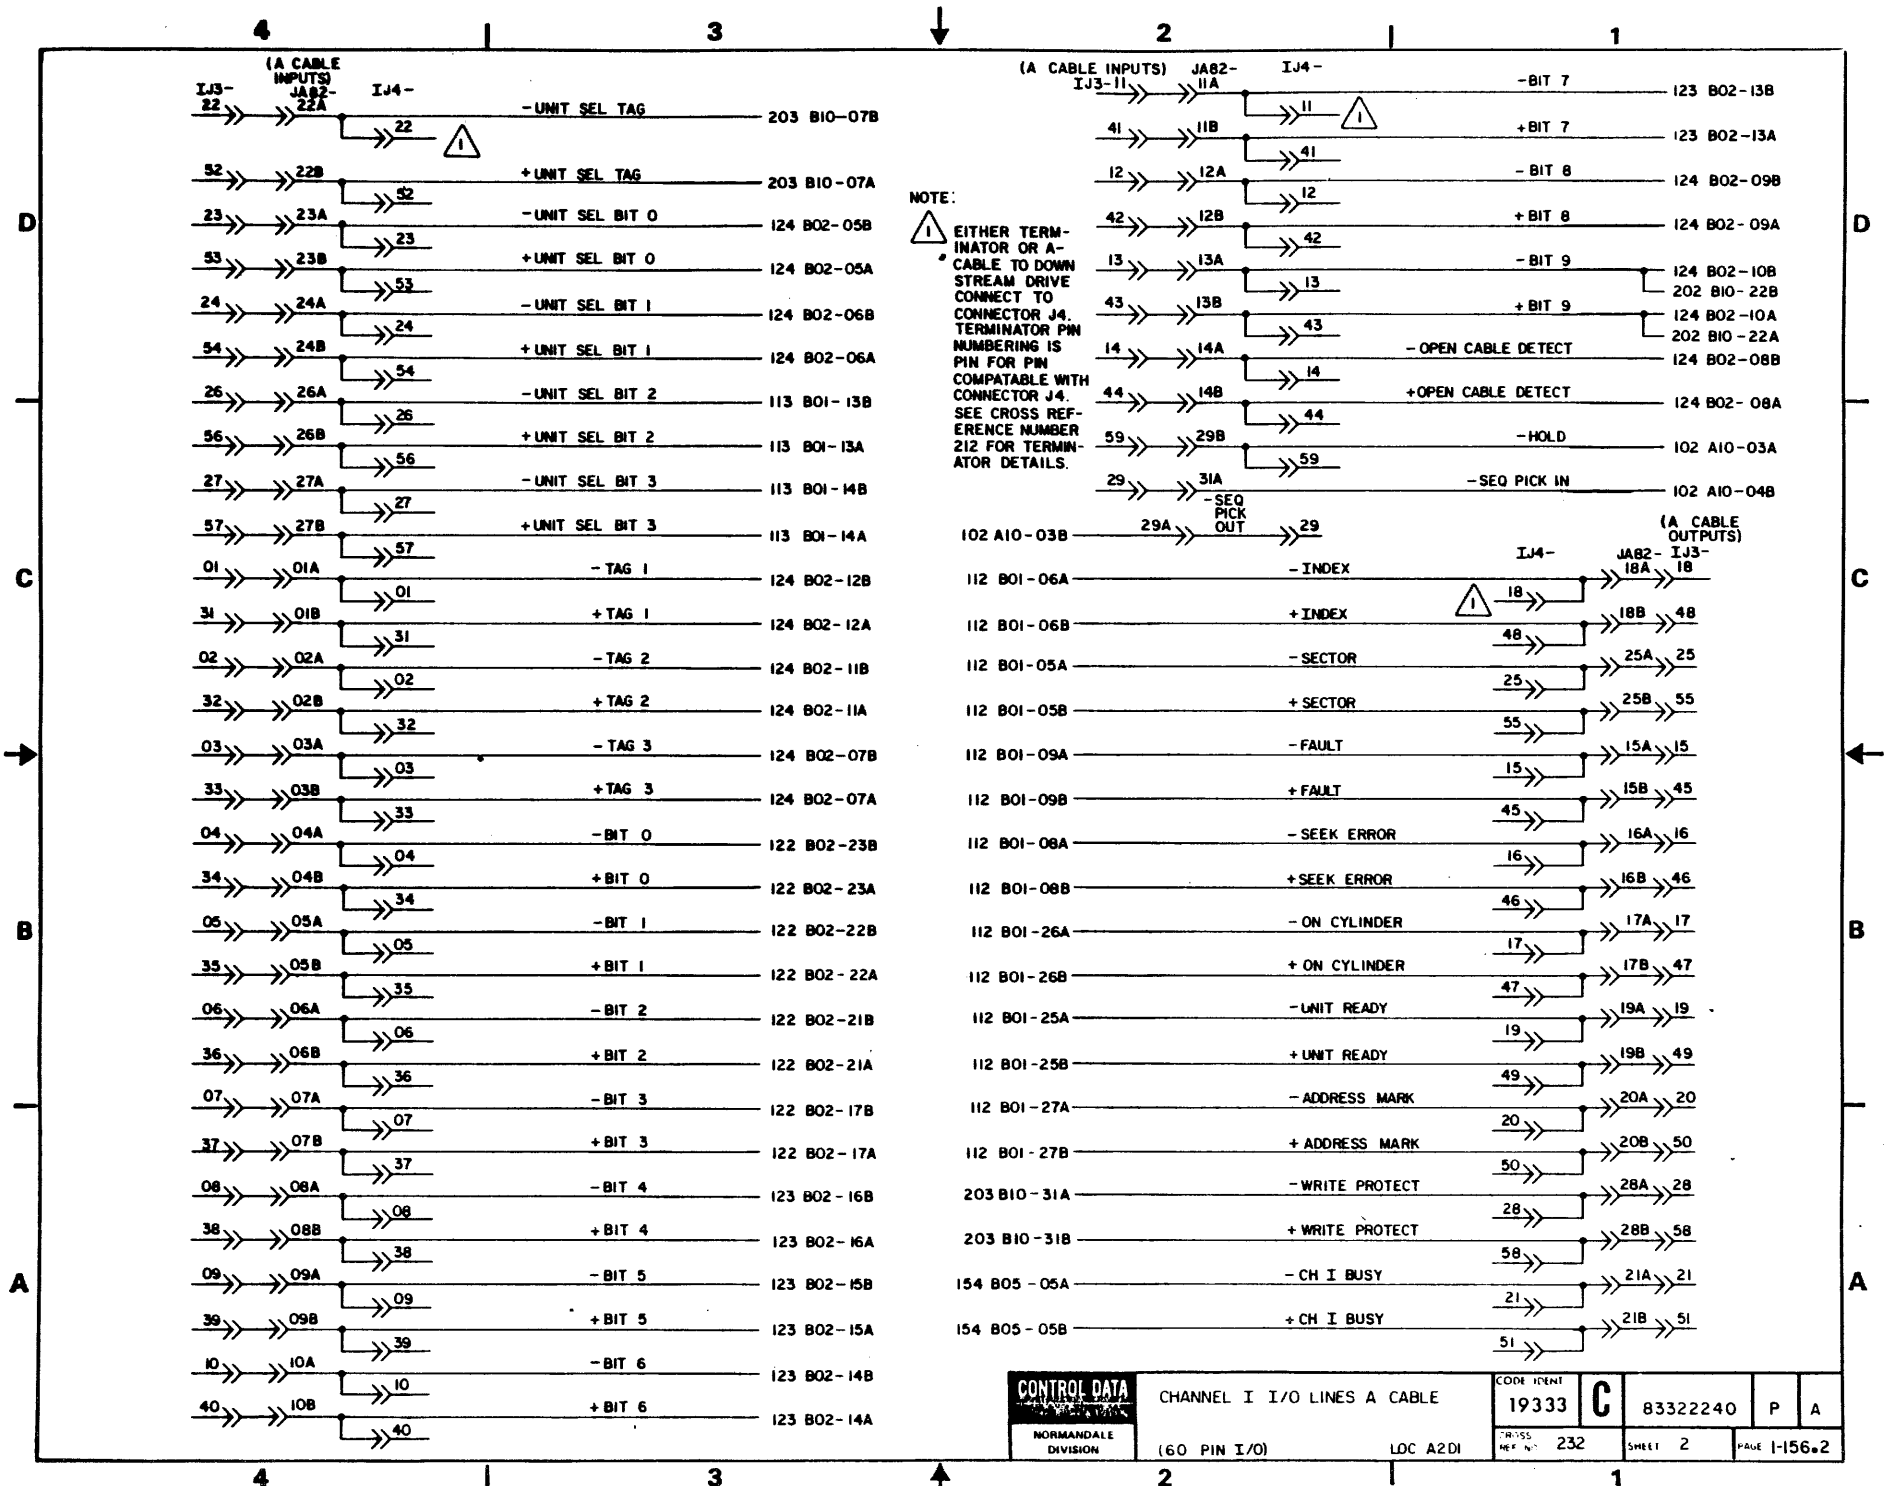 4 3 2 1
(A CABLE
INPUTS)
IJ3- JA82- IJ4-
22 22A -UNIT SEL TAG 203 B10-07B
22
1
52 22B +UNIT SEL TAG 203 B10-07A
52
23 23A -UNIT SEL BIT 0 124 B02-05B
23
53 23B +UNIT SEL BIT 0 124 B02-05A
53
24 24A -UNIT SEL BIT 1 124 B02-06B
24
54 24B +UNIT SEL BIT 1 124 B02-06A
54
26 26A -UNIT SEL BIT 2 113 B01-13B
26
56 26B +UNIT SEL BIT 2 113 B01-13A
56
27 27A -UNIT SEL BIT 3 113 B01-14B
27
57 27B +UNIT SEL BIT 3 113 B01-14A
57
01 01A -TAG 1 124 B02-12B
01
31 01B +TAG 1 124 B02-12A
31
02 02A -TAG 2 124 B02-11B
02
32 02B +TAG 2 124 B02-11A
32
03 03A -TAG 3 124 B02-07B
03
33 03B +TAG 3 124 B02-07A
33
04 04A -BIT 0 122 B02-23B
04
34 04B +BIT 0 122 B02-23A
34
05 05A -BIT 1 122 B02-22B
05
35 05B +BIT 1 122 B02-22A
35
06 06A -BIT 2 122 B02-21B
06
36 06B +BIT 2 122 B02-21A
36
07 07A -BIT 3 122 B02-17B
07
37 07B +BIT 3 122 B02-17A
37
08 08A -BIT 4 123 B02-16B
08
38 08B +BIT 4 123 B02-16A
38
09 09A -BIT 5 123 B02-15B
09
39 09B +BIT 5 123 B02-15A
39
10 10A -BIT 6 123 B02-14B
10
40 10B +BIT 6 123 B02-14A
40
NOTE:
1 EITHER TERM-
INATOR OR A-
CABLE TO DOWN
STREAM DRIVE
CONNECT TO
CONNECTOR J4.
TERMINATOR PIN
NUMBERING IS
PIN FOR PIN
COMPATABLE WITH
CONNECTOR J4.
SEE CROSS REF-
ERENCE NUMBER
212 FOR TERMIN-
ATOR DETAILS.
(A CABLE INPUTS) JA82- IJ4-
IJ3-11 11A -BIT 7 123 B02-13B
11
1
41 11B +BIT 7 123 B02-13A
41
12 12A -BIT 8 124 B02-09B
12
42 12B +BIT 8 124 B02-09A
42
13 13A -BIT 9 124 B02-10B
13 202 B10-22B
43 13B +BIT 9 124 B02-10A
43 202 B10-22A
14 14A -OPEN CABLE DETECT 124 B02-08B
14
44 14B +OPEN CABLE DETECT 124 B02-08A
44
59 29B -HOLD 102 A10-03A
59
29 31A -SEQ PICK IN 102 A10-04B
-SEQ
PICK
OUT
102 A10-03B 29A 29
(A CABLE
OUTPUTS)
IJ4- JA82- IJ3-
112 B01-06A -INDEX 18A 18
1
18
112 B01-06B +INDEX 18B 48
48
112 B01-05A -SECTOR 25A 25
25
112 B01-05B +SECTOR 25B 55
55
112 B01-09A -FAULT 15A 15
15
112 B01-09B +FAULT 15B 45
45
112 B01-08A -SEEK ERROR 16A 16
16
112 B01-08B +SEEK ERROR 16B 46
46
112 B01-26A -ON CYLINDER 17A 17
17
112 B01-26B +ON CYLINDER 17B 47
47
112 B01-25A -UNIT READY 19A 19
19
112 B01-25B +UNIT READY 19B 49
49
112 B01-27A -ADDRESS MARK 20A 20
20
112 B01-27B +ADDRESS MARK 20B 50
50
203 B10-31A -WRITE PROTECT 28A 28
28
203 B10-31B +WRITE PROTECT 28B 58
58
154 B05-05A -CH I BUSY 21A 21
21
154 B05-05B +CH I BUSY 21B 51
51
D D
C C
B B
A A
CONTROL DATA
NORMANDALE
DIVISION
CHANNEL I I/O LINES A CABLE
(60 PIN I/O) LOC A2D1
CODE IDENT
19333 C 83322240 P A
CROSS
REF NO 232 SHEET 2 PAGE 1-156.2
4 3 2 1